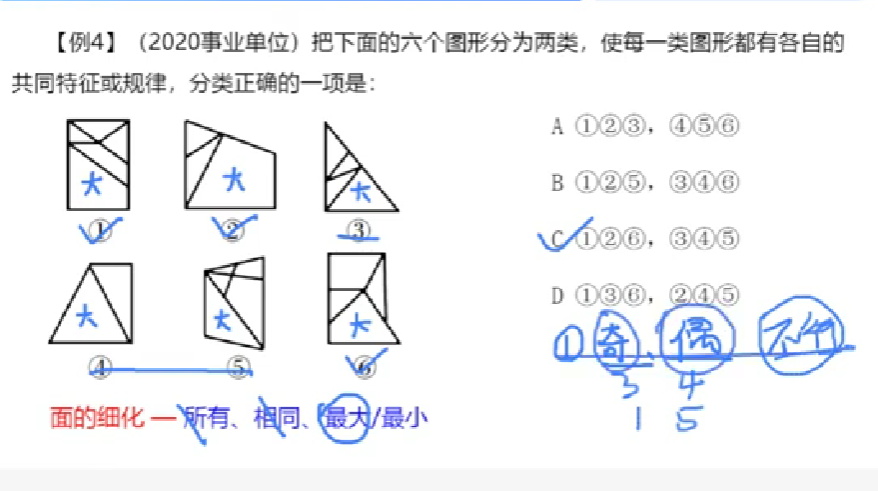 【例4】（2020事业单位）把下面的六个图形分为两类，使每一类图形都有各自的
共同特征或规律，分类正确的一项是：
A ①②③，④⑤⑥
B ①②⑤，③④⑥
C ①②⑥，③④⑤
D ①③⑥，②④⑤
大 大 大
① ② ③
大 大 大
④ ⑤ ⑥
① 奇、偶
3 4
1 5
面的细化 — 所有、相同、最大/最小